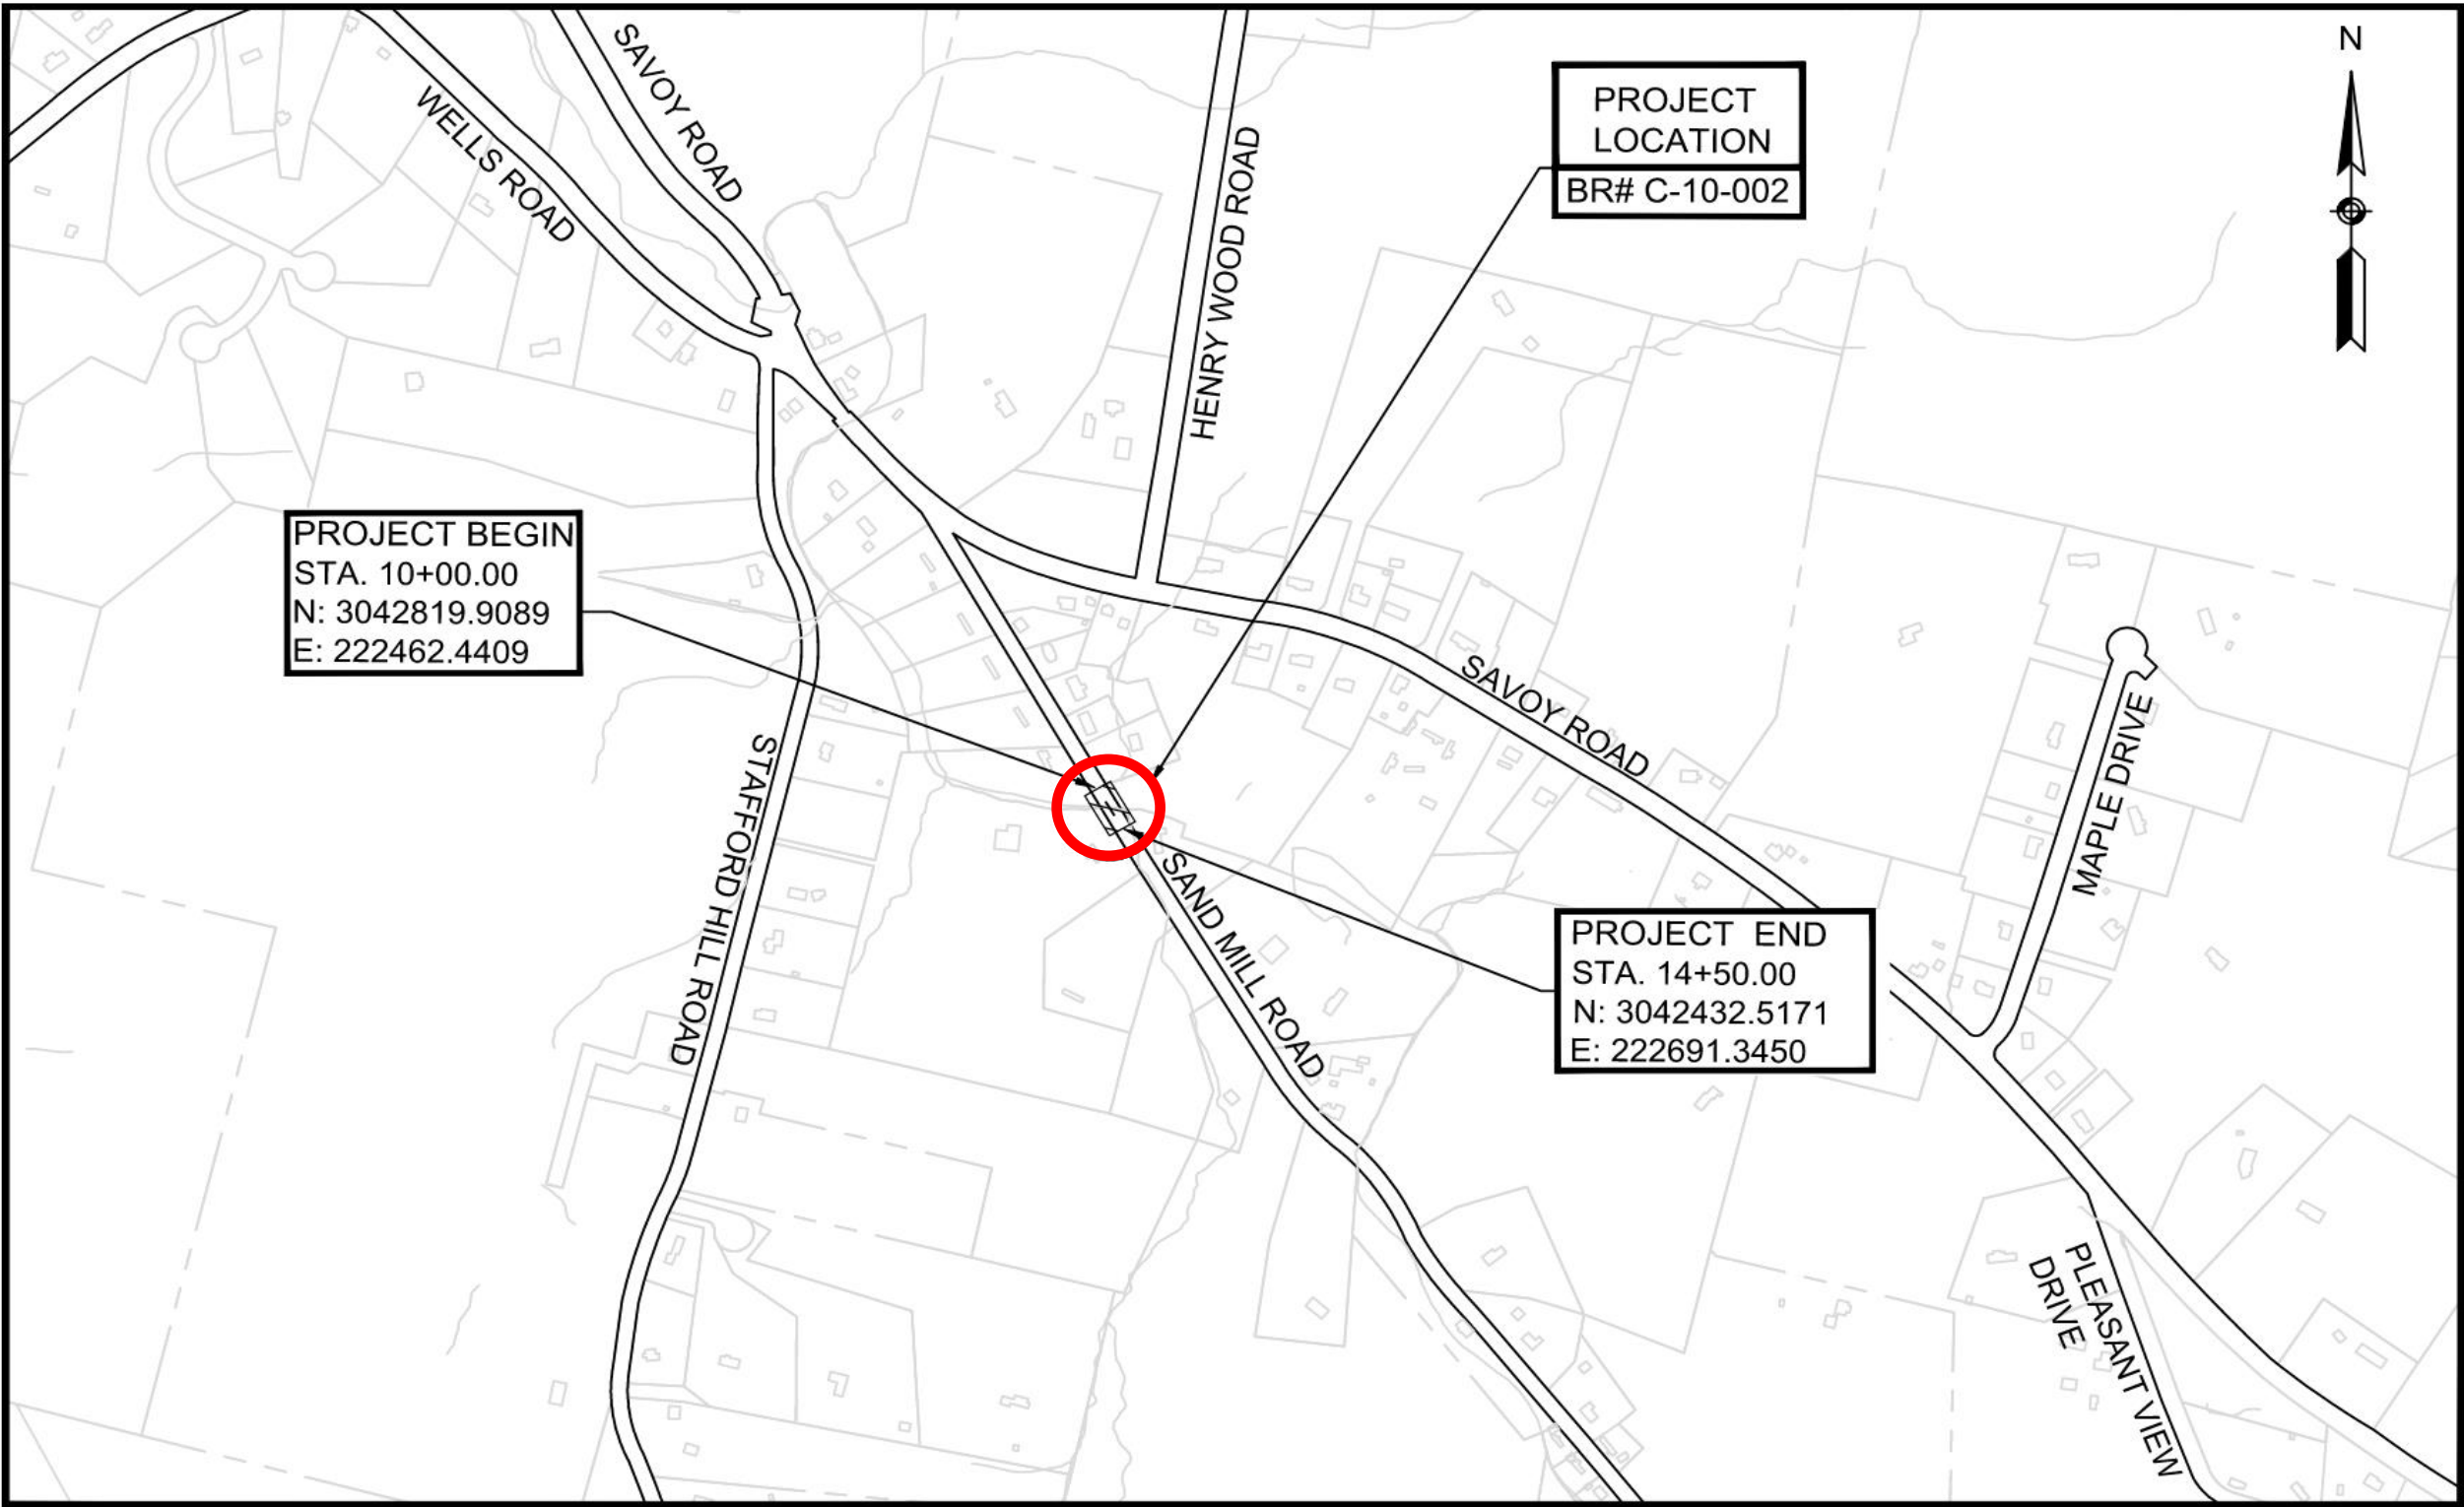 SAVOY ROAD
WELLS ROAD
HENRY WOOD ROAD
PROJECT
LOCATION
BR# C-10-002
N
PROJECT BEGIN
STA. 10+00.00
N: 3042819.9089
E: 222462.4409
STAFFORD HILL ROAD
SAVOY ROAD
MAPLE DRIVE
SAND MILL ROAD
PROJECT END
STA. 14+50.00
N: 3042432.5171
E: 222691.3450
PLEASANT VIEW
DRIVE